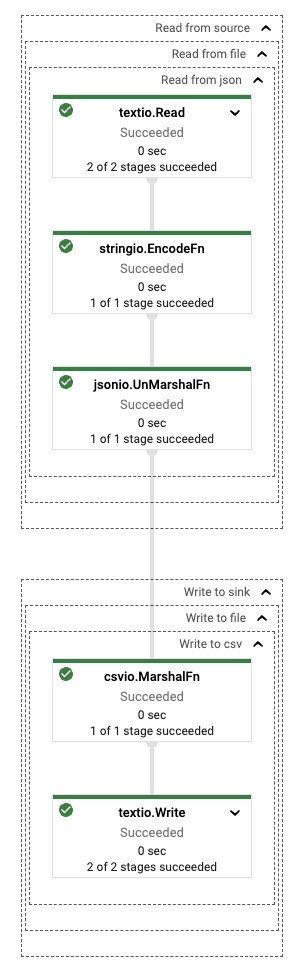 Read from source
Read from file
Read from json
textio.Read
Succeeded
0 sec
2 of 2 stages succeeded
stringio.EncodeFn
Succeeded
0 sec
1 of 1 stage succeeded
jsonio.UnMarshalFn
Succeeded
0 sec
1 of 1 stage succeeded
Write to sink
Write to file
Write to csv
csvio.MarshalFn
Succeeded
0 sec
1 of 1 stage succeeded
textio.Write
Succeeded
0 sec
2 of 2 stages succeeded